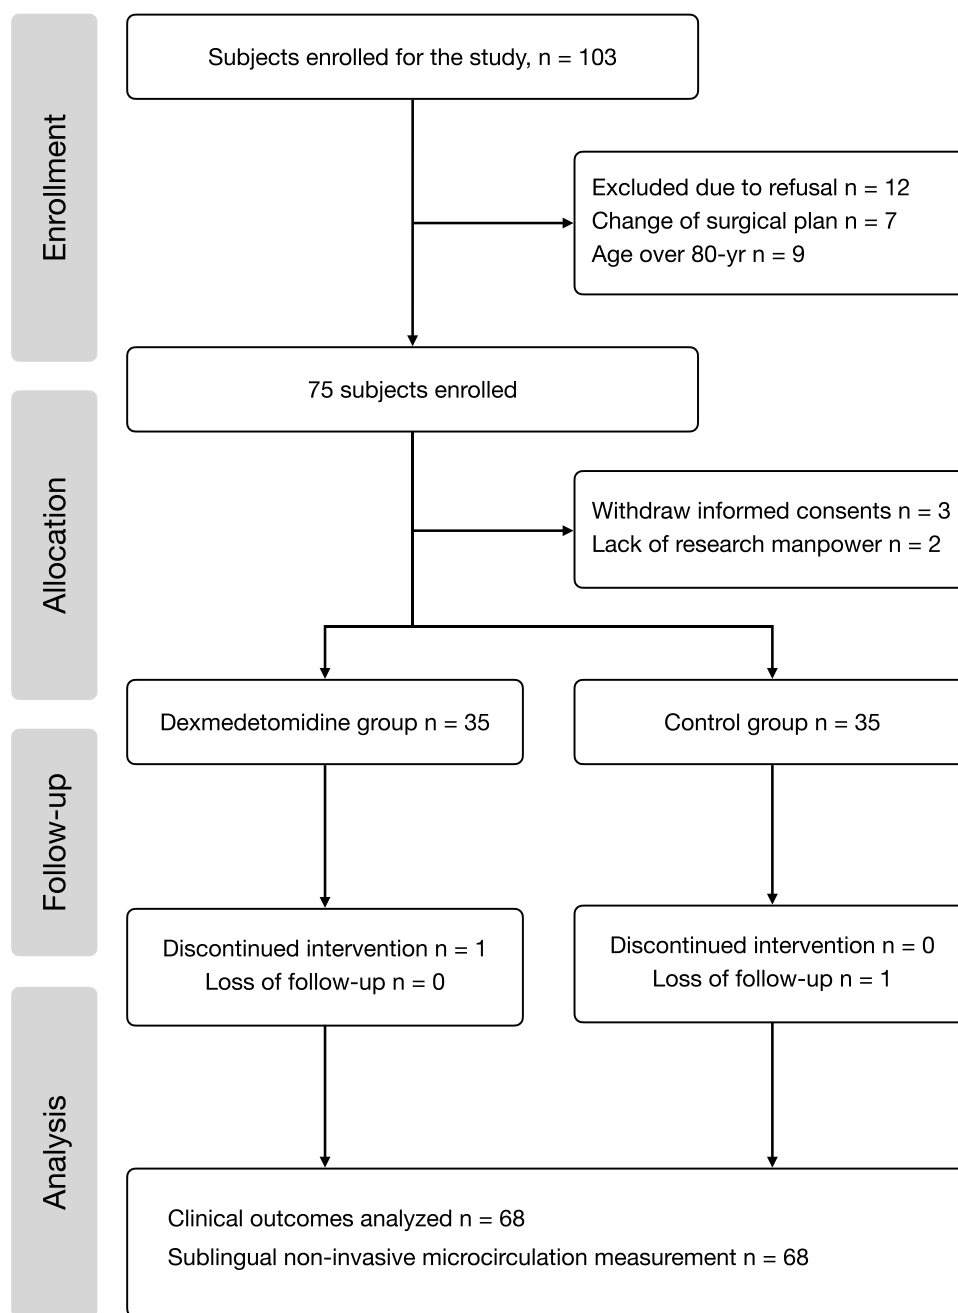 Enrollment
Subjects enrolled for the study, n = 103
Excluded due to refusal n = 12
Change of surgical plan n = 7
Age over 80-yr n = 9
75 subjects enrolled
Allocation
Withdraw informed consents n = 3
Lack of research manpower n = 2
Dexmedetomidine group n = 35
Control group n = 35
Follow-up
Discontinued intervention n = 1
Loss of follow-up n = 0
Discontinued intervention n = 0
Loss of follow-up n = 1
Analysis
Clinical outcomes analyzed n = 68
Sublingual non-invasive microcirculation measurement n = 68